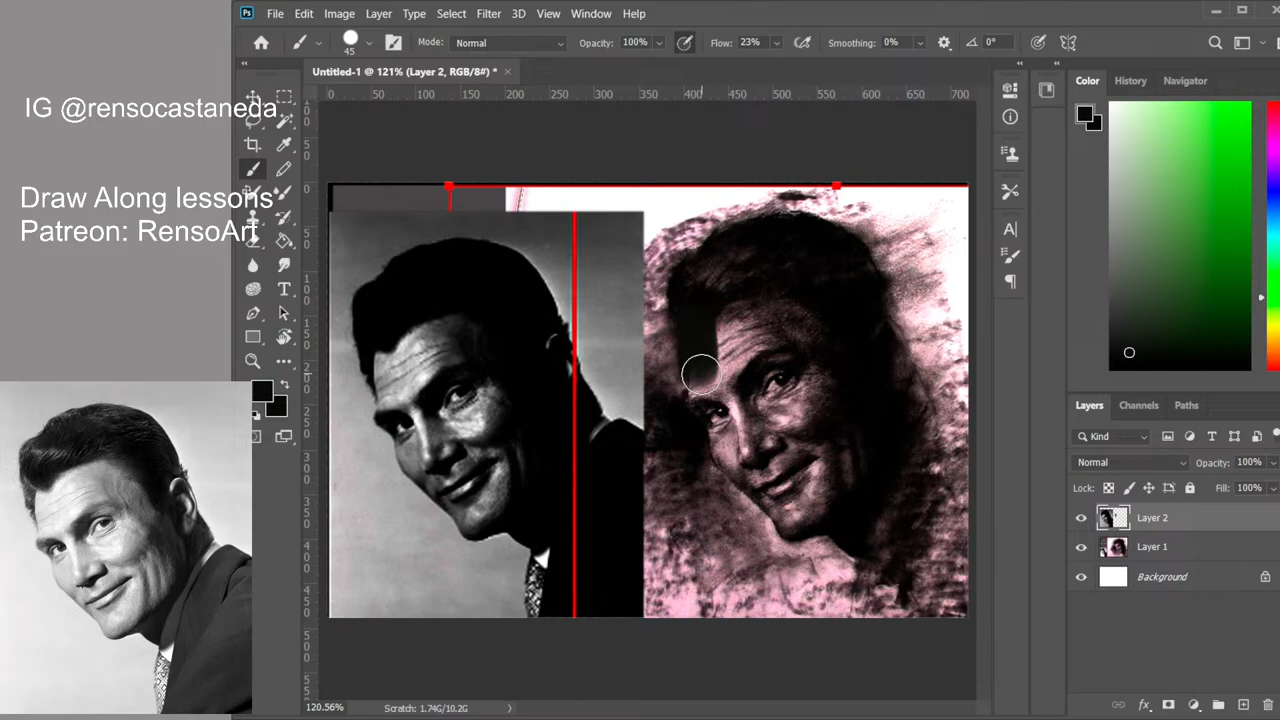 Ps File Edit Image Layer Type Select Filter 3D View Window Help
45 Mode: Normal Opacity: 100% Flow: 23% Smoothing: 0% 0°
Untitled-1 @ 121% (Layer 2, RGB/8#) * ×
0 50 100 150 200 250 300 350 400 450 500 550 600 650 700
IG @rensocastaneda
Draw Along lessons
Patreon: RensoArt
Color History Navigator
Layers Channels Paths
Kind
Normal Opacity: 100%
Lock: Fill: 100%
Layer 2
Layer 1
Background
120.56% Scratch: 1.74G/10.2G